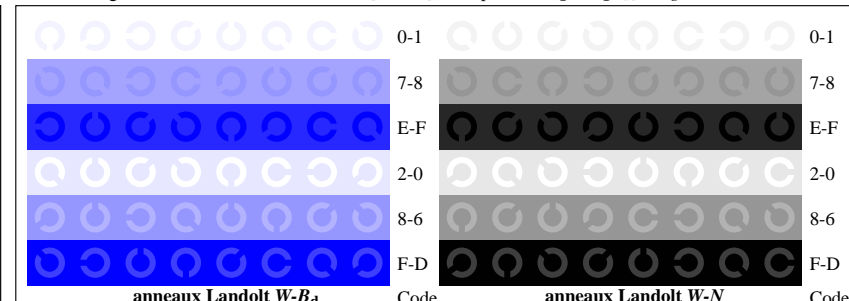 0-1 0-1
7-8 7-8
E-F E-F
2-0 2-0
8-6 8-6
F-D F-D
anneaux Landolt W-Bd Code anneaux Landolt W-N Code